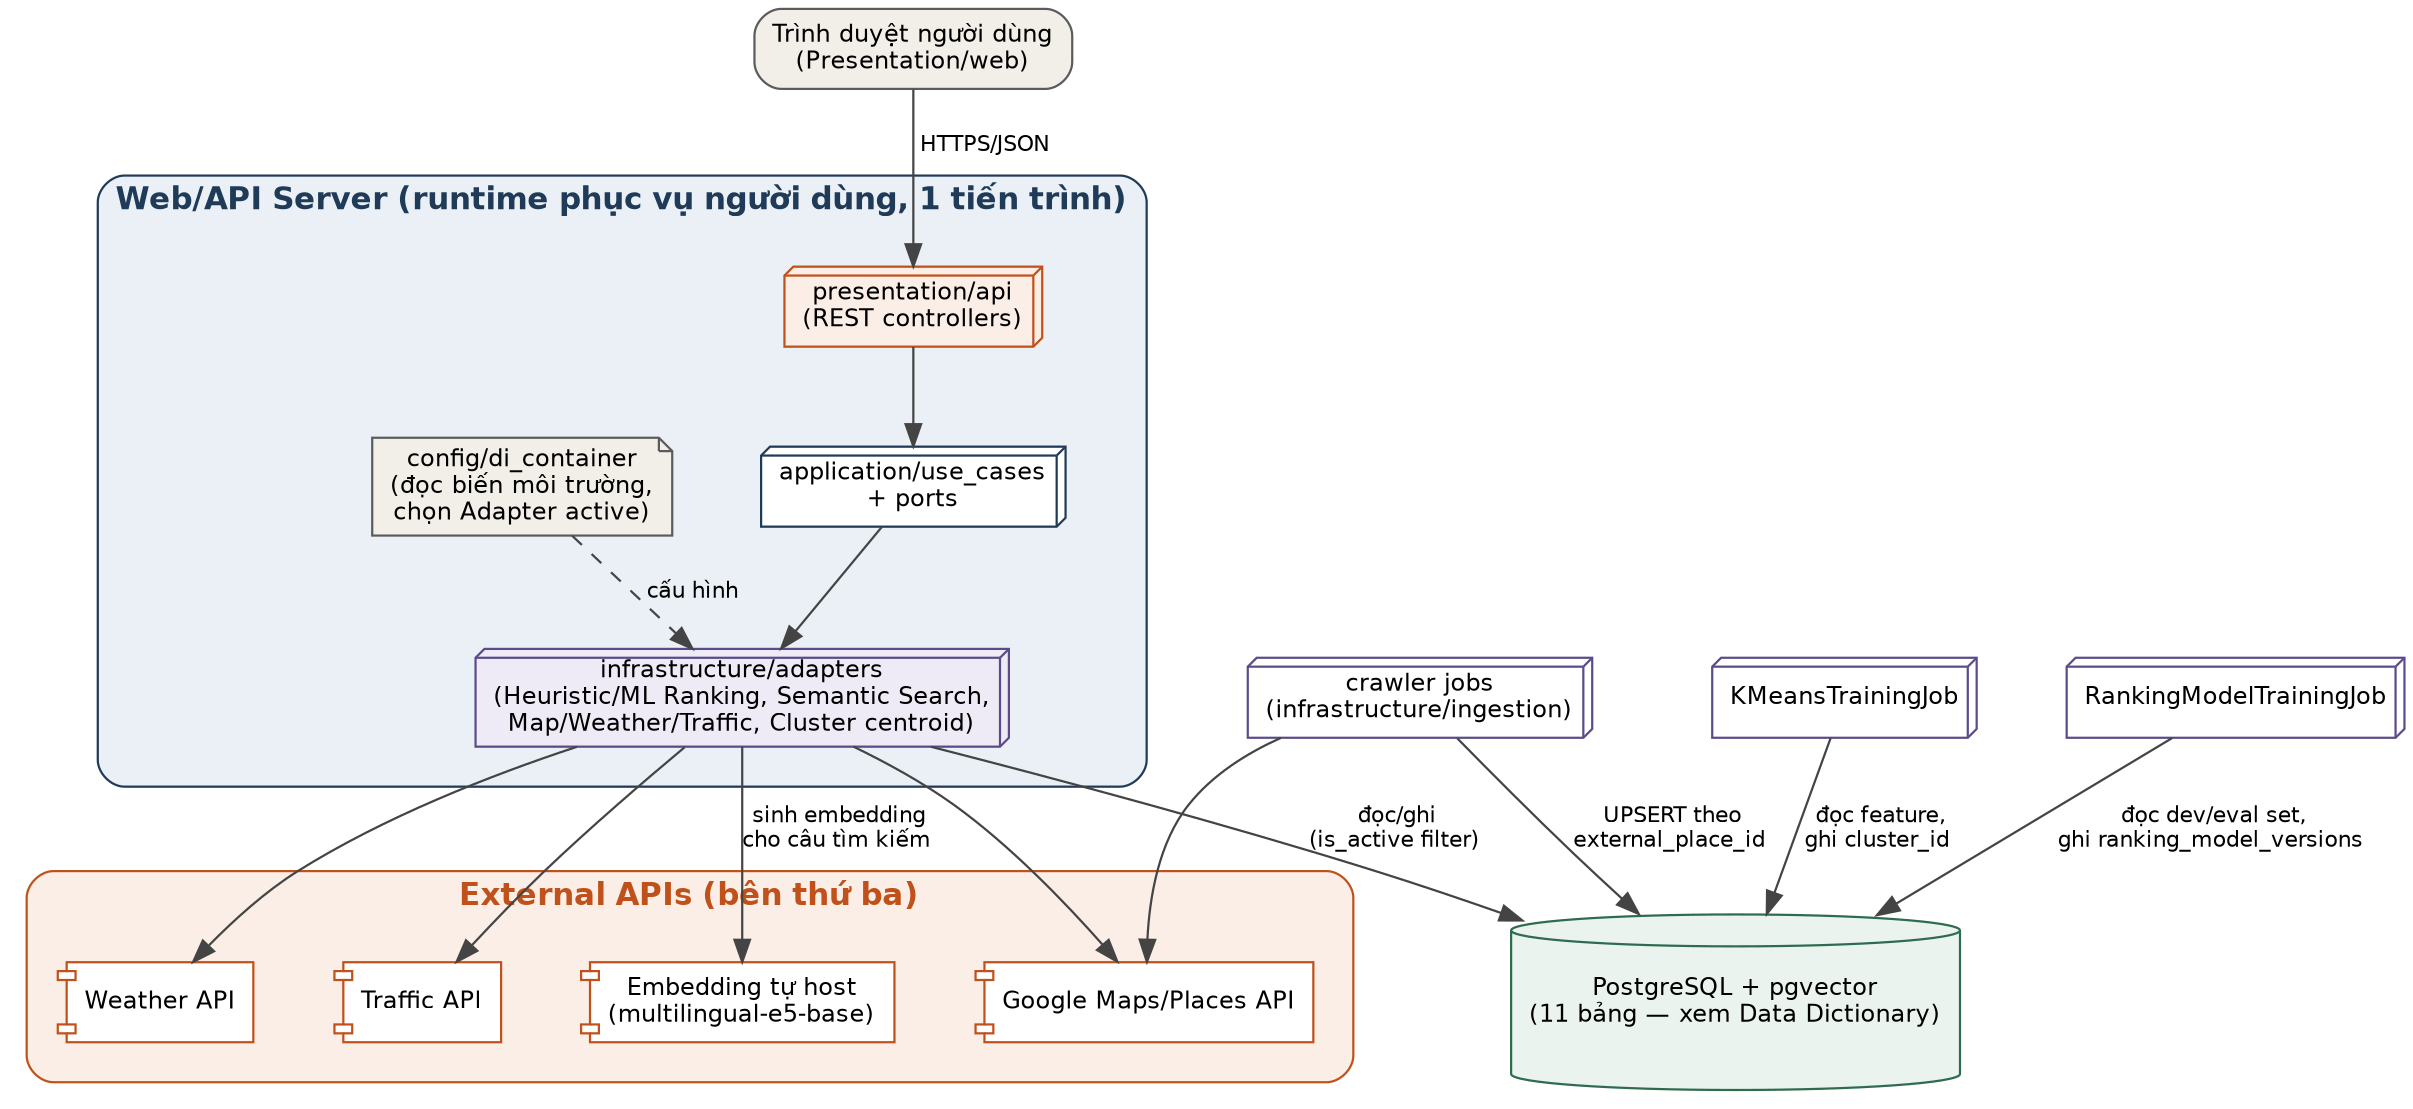 Trình duyệt người dùng
(Presentation/web)
HTTPS/JSON
Web/API Server (runtime phục vụ người dùng, 1 tiến trình)
presentation/api
(REST controllers)
config/di_container
(đọc biến môi trường,
chọn Adapter active)
application/use_cases
+ ports
cấu hình
infrastructure/adapters
(Heuristic/ML Ranking, Semantic Search,
Map/Weather/Traffic, Cluster centroid)
crawler jobs
(infrastructure/ingestion)
KMeansTrainingJob
RankingModelTrainingJob
sinh embedding
cho câu tìm kiếm
đọc/ghi
(is_active filter)
UPSERT theo
external_place_id
đọc feature,
ghi cluster_id
đọc dev/eval set,
ghi ranking_model_versions
External APIs (bên thứ ba)
Weather API
Traffic API
Embedding tự host
(multilingual-e5-base)
Google Maps/Places API
PostgreSQL + pgvector
(11 bảng — xem Data Dictionary)